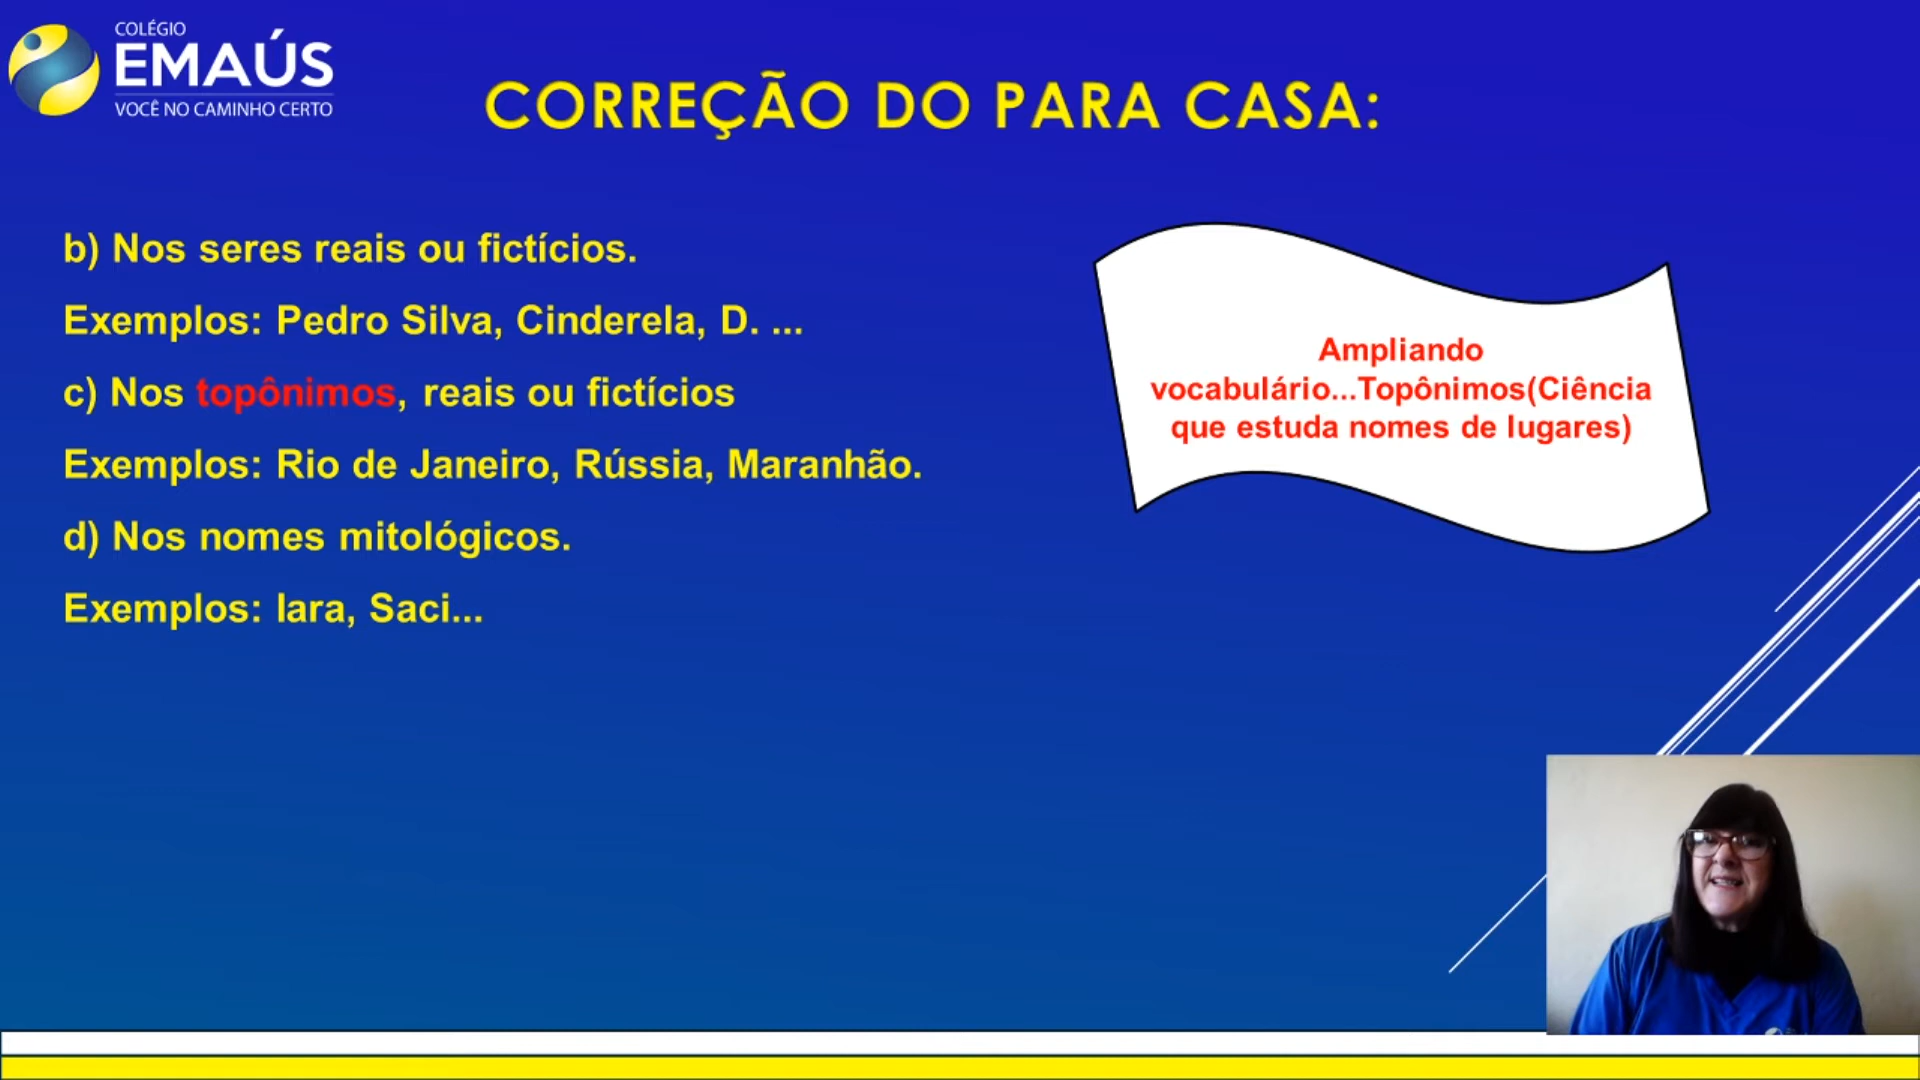 COLÉGIO
EMAÚS
VOCÊ NO CAMINHO CERTO
CORREÇÃO DO PARA CASA:
b) Nos seres reais ou fictícios.
Exemplos: Pedro Silva, Cinderela, D. ...
c) Nos topônimos, reais ou fictícios
Exemplos: Rio de Janeiro, Rússia, Maranhão.
d) Nos nomes mitológicos.
Exemplos: Iara, Saci...
Ampliando
vocabulário...Topônimos(Ciência
que estuda nomes de lugares)